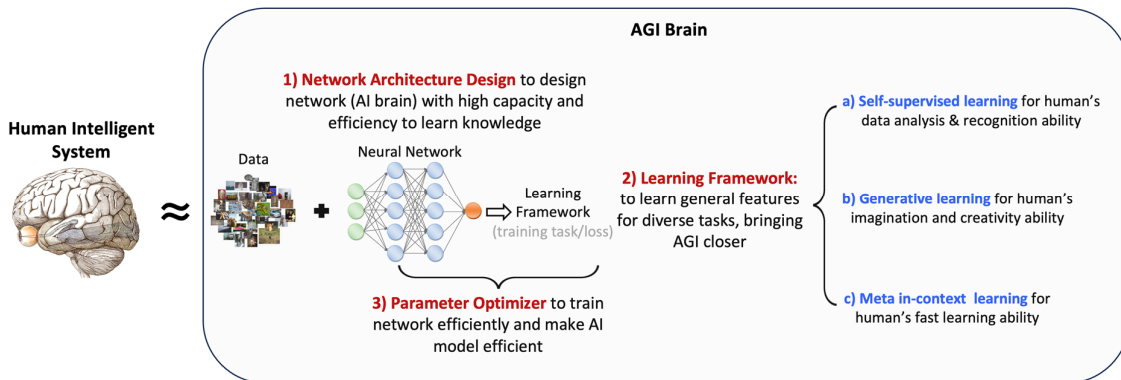 AGI Brain
Human Intelligent
System
1) Network Architecture Design to design
network (AI brain) with high capacity and
efficiency to learn knowledge
Data
Neural Network
Learning
Framework
(training task/loss)
3) Parameter Optimizer to train
network efficiently and make AI
model efficient
2) Learning Framework:
to learn general features
for diverse tasks, bringing
AGI closer
a) Self-supervised learning for human's
data analysis & recognition ability
b) Generative learning for human's
imagination and creativity ability
c) Meta in-context learning for
human's fast learning ability